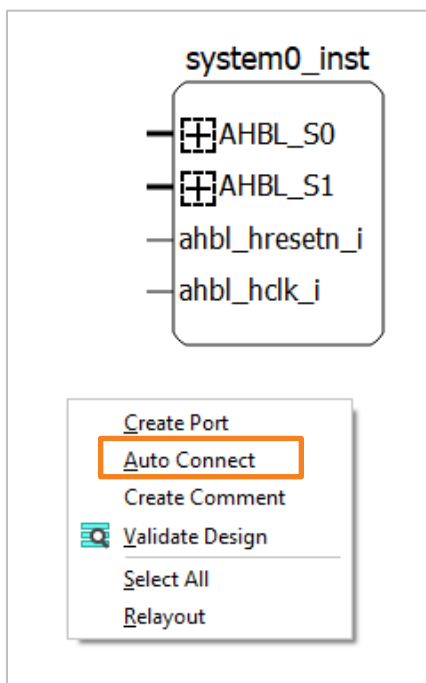 system0_inst
AHBL_S0
AHBL_S1
ahbl_hresetn_i
ahbl_hclk_i
Create Port
Auto Connect
Create Comment
Validate Design
Select All
Relayout